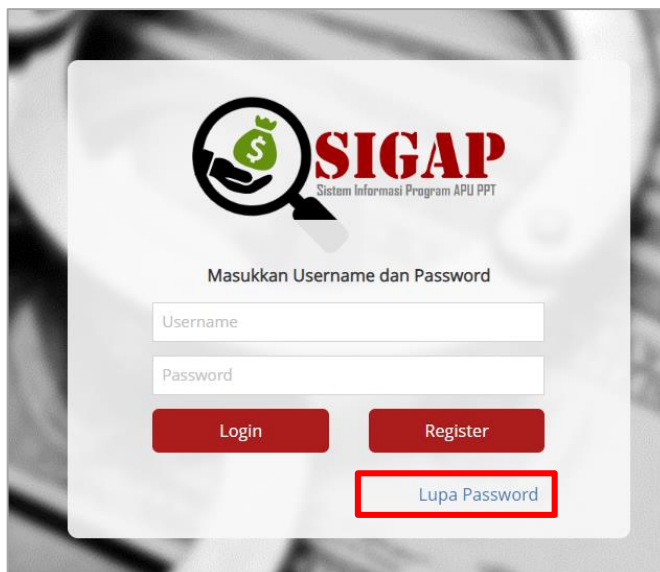 $
SIGAP
Sistem Informasi Program APU PPT
Masukkan Username dan Password
Username
Password
Login
Register
Lupa Password